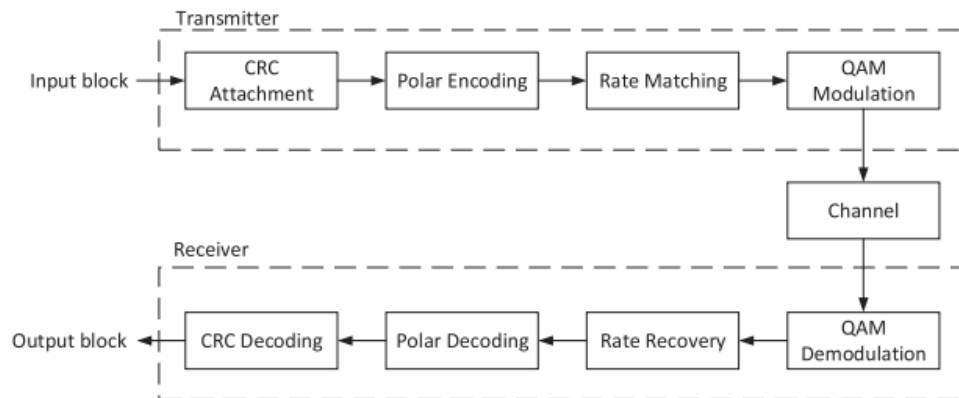 Transmitter
Input block
CRC
Attachment
Polar Encoding
Rate Matching
QAM
Modulation
Channel
Receiver
Output block
CRC Decoding
Polar Decoding
Rate Recovery
QAM
Demodulation